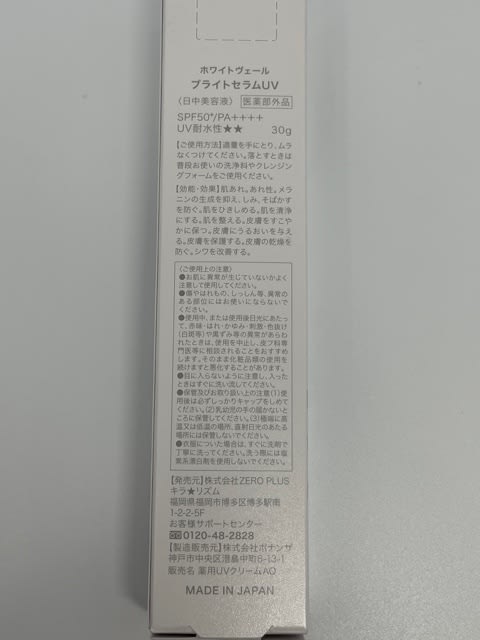 ホワイトヴェール
ブライトセラムUV
〈日中美容液〉 医薬部外品
SPF50+/PA++++
UV耐水性★★ 30g
【ご使用方法】適量を手にとり、ムラ
なくつけてください。落とすときは
普段お使いの洗浄料やクレンジン
グフォームをご使用ください。
【効能・効果】肌あれ。あれ性。メラ
ニンの生成を抑え、しみ、そばかす
を防ぐ。肌をひきしめる。肌を清浄
にする。肌を整える。皮膚をすこや
かに保つ。皮膚にうるおいを与え
る。皮膚を保護する。皮膚の乾燥を
防ぐ。シワを改善する。
〈ご使用上の注意〉
●お肌に異常が生じていないかよく
注意して使用してください。
●傷やはれもの、しっしん等、異常の
ある部位にはお使いにならないで
ください。
●使用中、または使用後日光にあたっ
て、赤味・はれ・かゆみ・刺激・色抜け
(白斑等)や黒ずみ等の異常があらわ
れたときは、使用を中止し、皮フ科専
門医等に相談されることをおすすめ
します。そのまま化粧品類の使用を
続けますと悪化することがあります。
●目に入らないように注意し、入った
ときはすぐに洗い流してください。
●保管及びお取り扱い上の注意(1)使
用後は必ずしっかりキャップをしめてく
ださい。(2)乳幼児の手の届かないと
ころに保管してください。(3)極端に高
温又は低温の場所、直射日光のあたる
場所には保管しないでください。
●衣服についた場合は、すぐに洗剤で
丁寧に洗ってください。洗う際には塩
素系漂白剤を使用しないでください。
【発売元】株式会社ZERO PLUS
キラ★リズム
福岡県福岡市博多区博多駅南
1-2-2-5F
お客様サポートセンター
0120-48-2828
【製造販売元】株式会社ボナンザ
神戸市中央区港島中町6-1
販売名 薬用UVクリームAO
MADE IN JAPAN